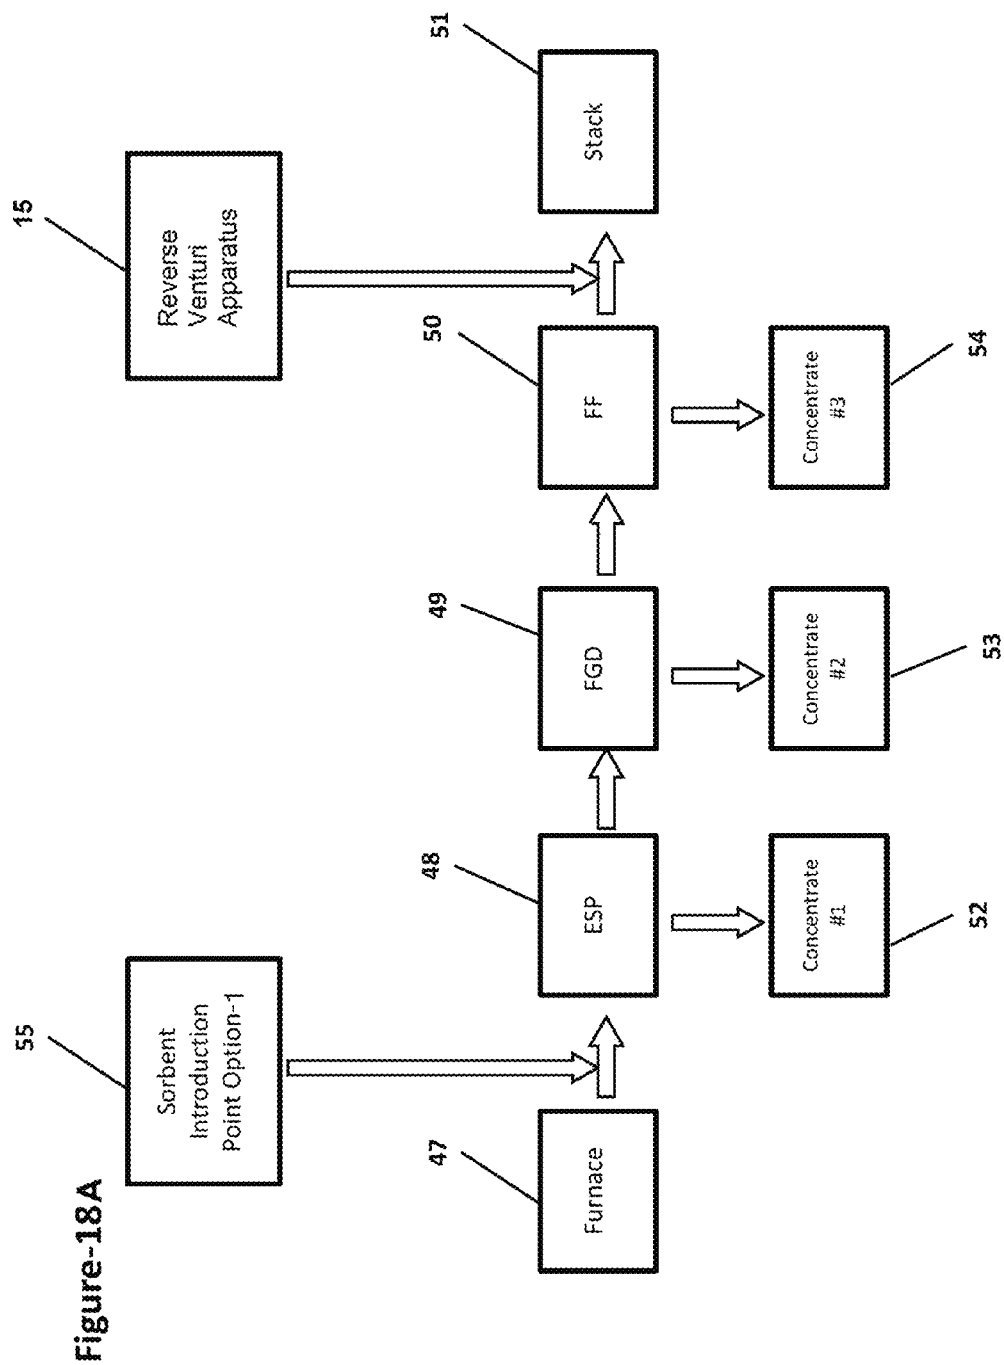 Figure-18A
55
15
Sorbent
Introduction
Point Option-1
Reverse
Venturi
Apparatus
47
48
49
50
51
Furnace
ESP
FGD
FF
Stack
Concentrate
#1
Concentrate
#2
Concentrate
#3
52
53
54